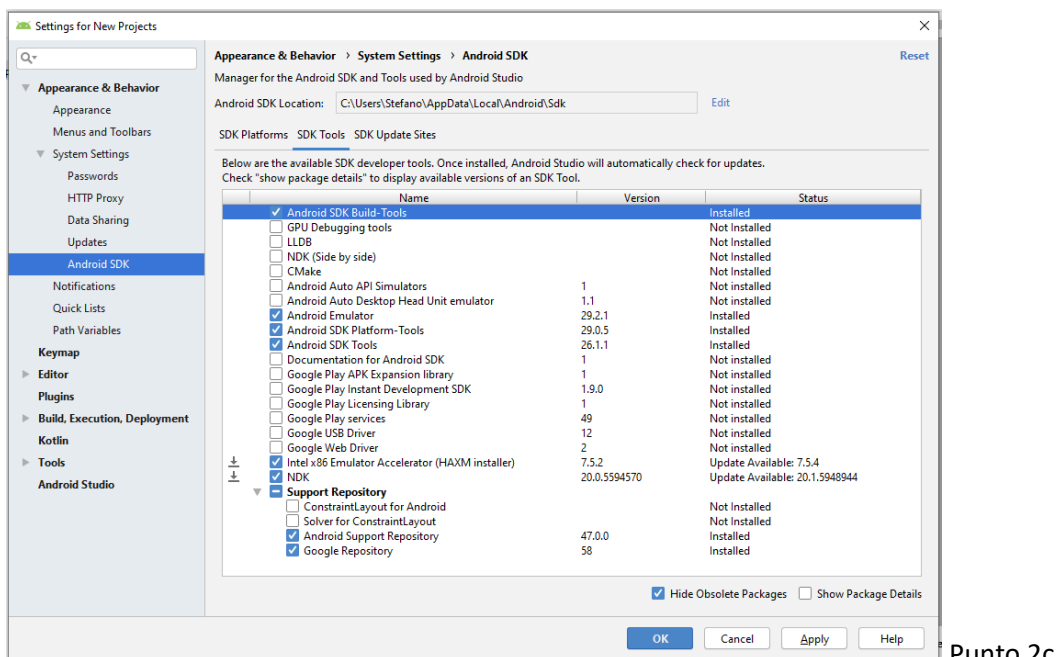 Settings for New Projects
Appearance & Behavior
Appearance
Menus and Toolbars
System Settings
Passwords
HTTP Proxy
Data Sharing
Updates
Android SDK
Notifications
Quick Lists
Path Variables
Keymap
Editor
Plugins
Build, Execution, Deployment
Kotlin
Tools
Android Studio
Appearance & Behavior › System Settings › Android SDK Reset
Manager for the Android SDK and Tools used by Android Studio
Android SDK Location: C:\Users\Stefano\AppData\Local\Android\Sdk Edit
SDK Platforms SDK Tools SDK Update Sites
Below are the available SDK developer tools. Once installed, Android Studio will automatically check for updates.
Check "show package details" to display available versions of an SDK Tool.
Name Version Status
Android SDK Build-Tools Installed
GPU Debugging tools Not Installed
LLDB Not Installed
NDK (Side by side) Not Installed
CMake Not Installed
Android Auto API Simulators 1 Not installed
Android Auto Desktop Head Unit emulator 1.1 Not installed
Android Emulator 29.2.1 Installed
Android SDK Platform-Tools 29.0.5 Installed
Android SDK Tools 26.1.1 Installed
Documentation for Android SDK 1 Not installed
Google Play APK Expansion library 1 Not installed
Google Play Instant Development SDK 1.9.0 Not installed
Google Play Licensing Library 1 Not installed
Google Play services 49 Not installed
Google USB Driver 12 Not installed
Google Web Driver 2 Not installed
Intel x86 Emulator Accelerator (HAXM installer) 7.5.2 Update Available: 7.5.4
NDK 20.0.5594570 Update Available: 20.1.5948944
Support Repository
ConstraintLayout for Android Not Installed
Solver for ConstraintLayout Not Installed
Android Support Repository 47.0.0 Installed
Google Repository 58 Installed
Hide Obsolete Packages Show Package Details
OK Cancel Apply Help
Punto 2c